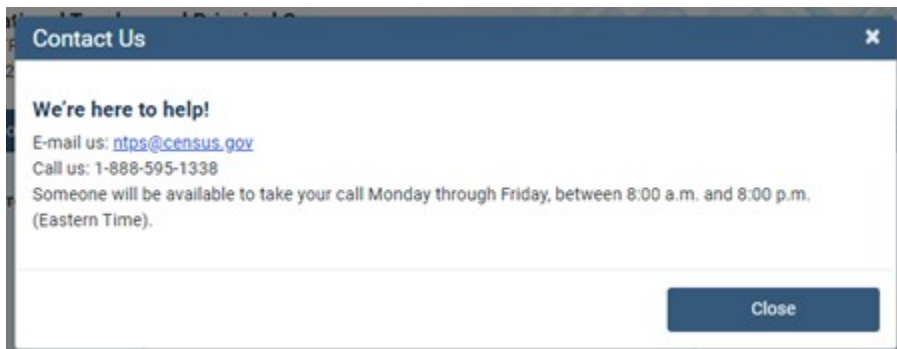 Contact Us
We're here to help!
E-mail us: ntps@census.gov
Call us: 1-888-595-1338
Someone will be available to take your call Monday through Friday, between 8:00 a.m. and 8:00 p.m.
(Eastern Time).
Close